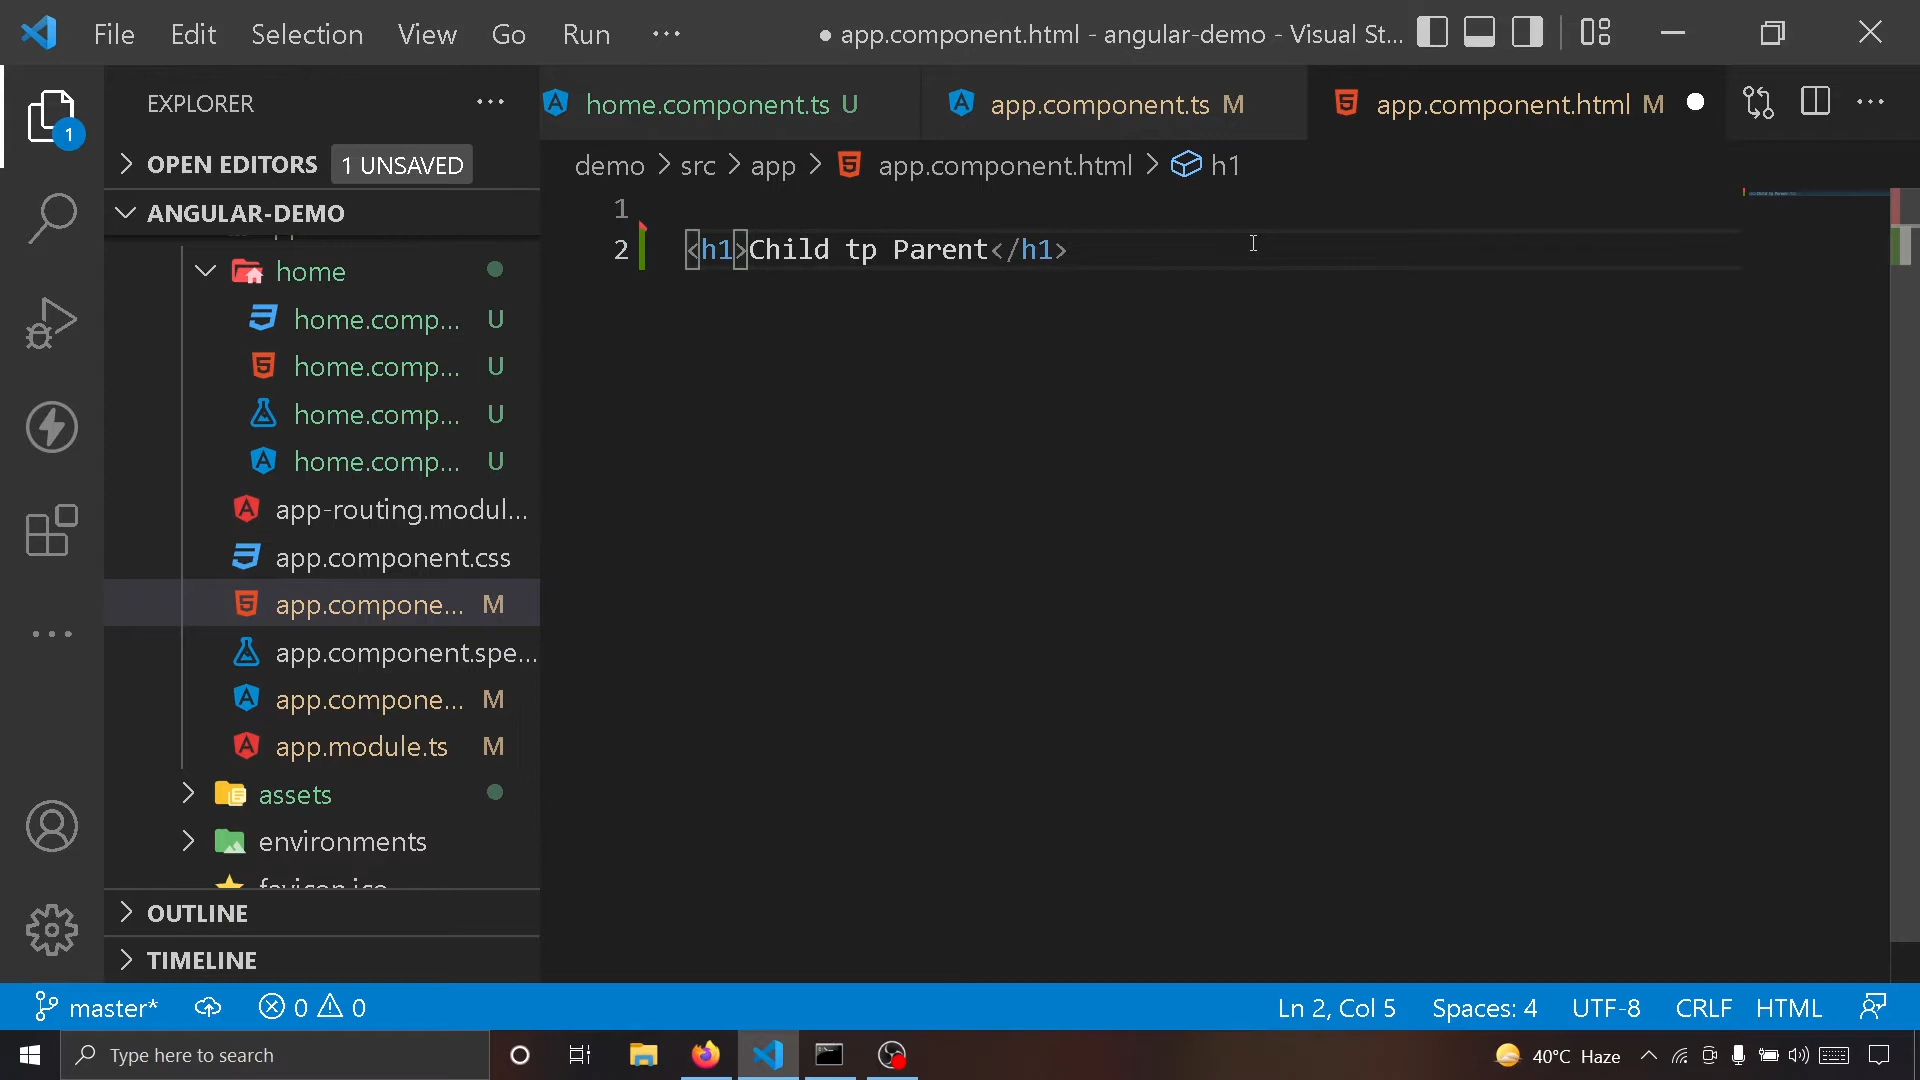 File Edit Selection View Go Run ··· ● app.component.html - angular-demo - Visual St...
EXPLORER ···
home.component.ts U app.component.ts M app.component.html M ● ···
OPEN EDITORS 1 UNSAVED
demo > src > app > app.component.html > h1
ANGULAR-DEMO
1
2 <h1>Child tp Parent</h1>
home
home.comp... U
home.comp... U
home.comp... U
home.comp... U
app-routing.modul...
app.component.css
app.compone... M
app.component.spe...
app.compone... M
app.module.ts M
assets
environments
favicon.ico
OUTLINE
TIMELINE
1
master* 0 0 Ln 2, Col 5 Spaces: 4 UTF-8 CRLF HTML
Type here to search 40°C Haze